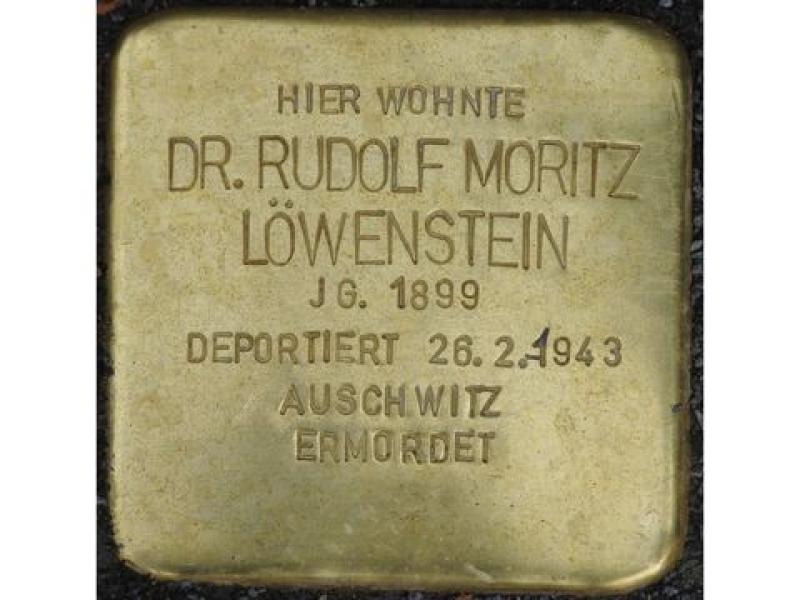 HIER WOHNTE
DR. RUDOLF MORITZ
LÖWENSTEIN
JG. 1899
DEPORTIERT 26.2.1943
AUSCHWITZ
ERMORDET